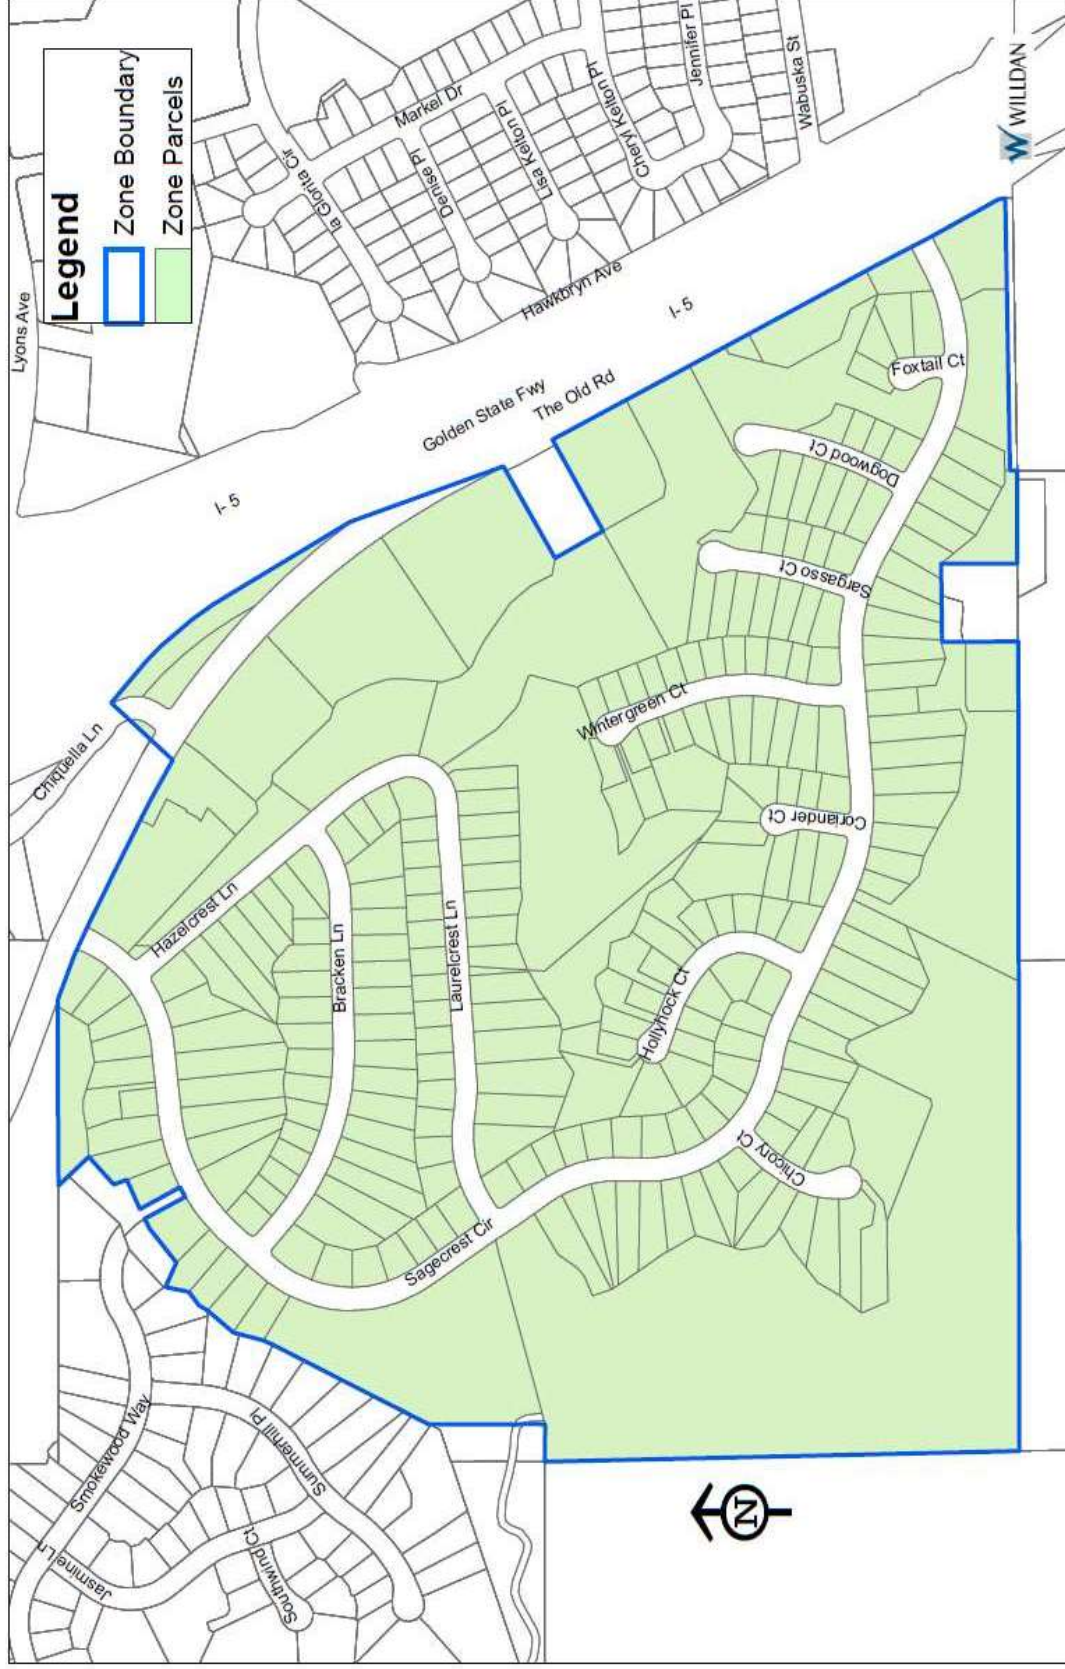 Legend
Zone Boundary
Zone Parcels
Lyons Ave
Markel Dr
a Glorita Cir
Denise Pl
Lisa Kelton Pl
Cheryl Kelton Pl
Jennifer Pl
Wabuska St
WILLDAN
Hawkbryn Ave
I- 5
Golden State Fwy
The Old Rd
I- 5
Foxtail Ct
Dogwood Ct
Sargasso Ct
Wintergreen Ct
Coriander Ct
Chiquella Ln
Hazelcrest Ln
Bracken Ln
Laurelcrest Ln
Hollyhock Ct
Chicory Ct
Sagecrest Cir
Smokewood Way
Summerhill Pl
Jasmine Ln
Southwind Ct
N